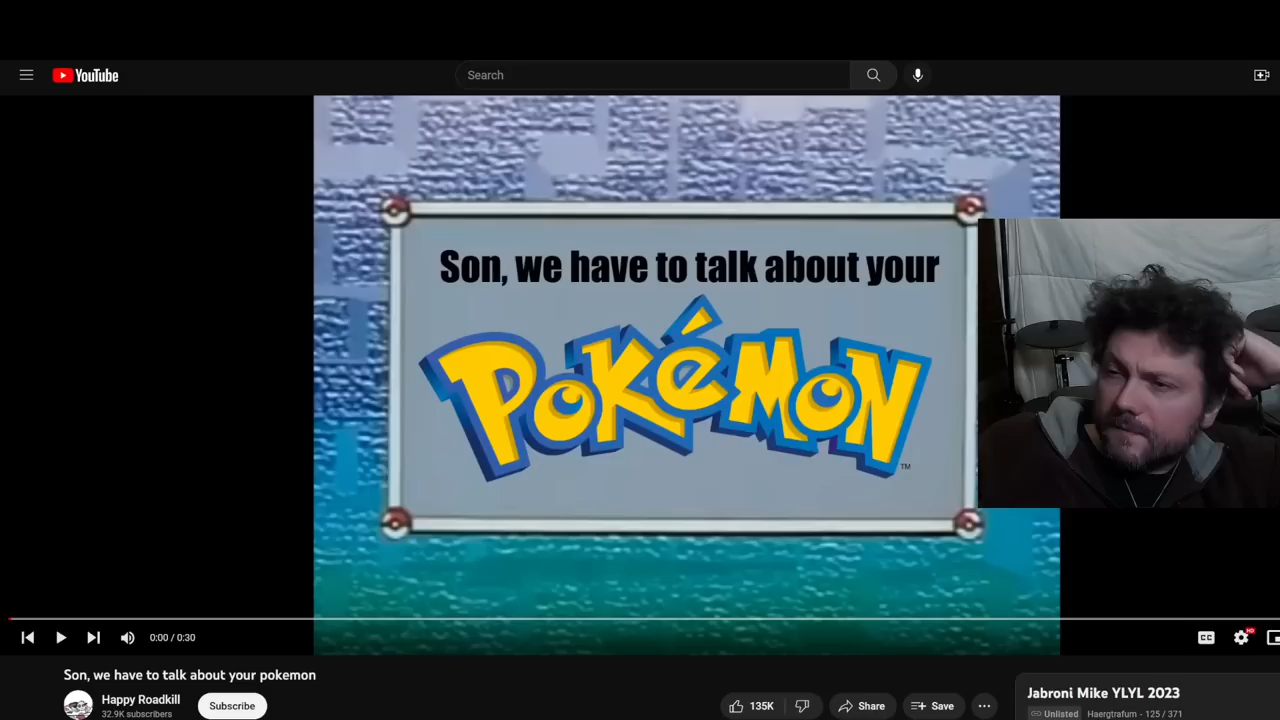 YouTube
Search
Son, we have to talk about your
POKéMON
TM
0:00 / 0:30
CC
HD
Son, we have to talk about your pokemon
Happy Roadkill
32.9K subscribers
Subscribe
135K
Share
Save
Jabroni Mike YLYL 2023
Unlisted Haergtrafum - 125 / 371